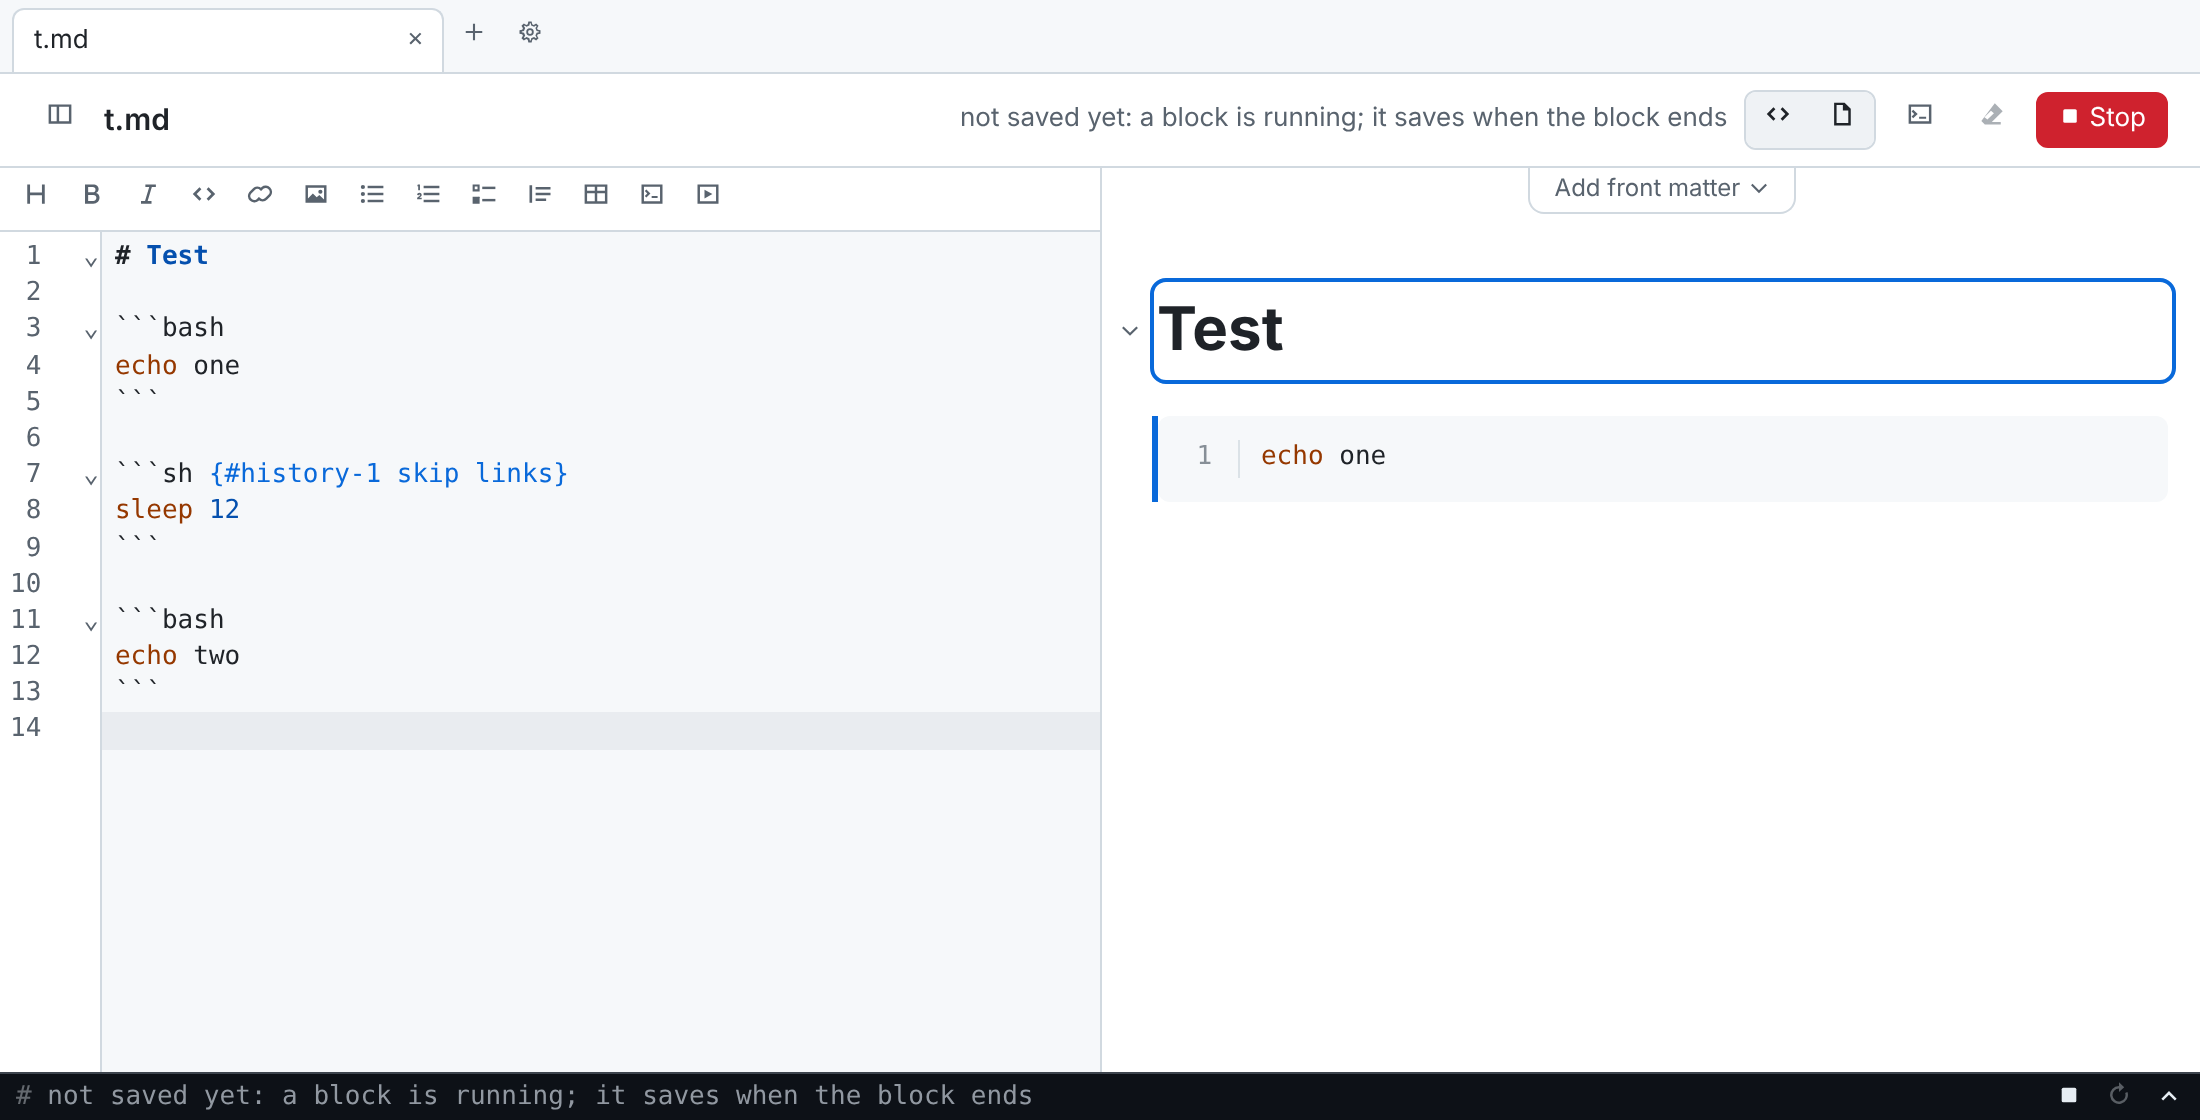 t.md
t.md
not saved yet: a block is running; it saves when the block ends
Stop
Add front matter
1 # Test
2
3 ```bash
4 echo one
5 ```
6
7 ```sh {#history-1 skip links}
8 sleep 12
9 ```
10
11 ```bash
12 echo two
13 ```
14
Test
1 echo one
# not saved yet: a block is running; it saves when the block ends